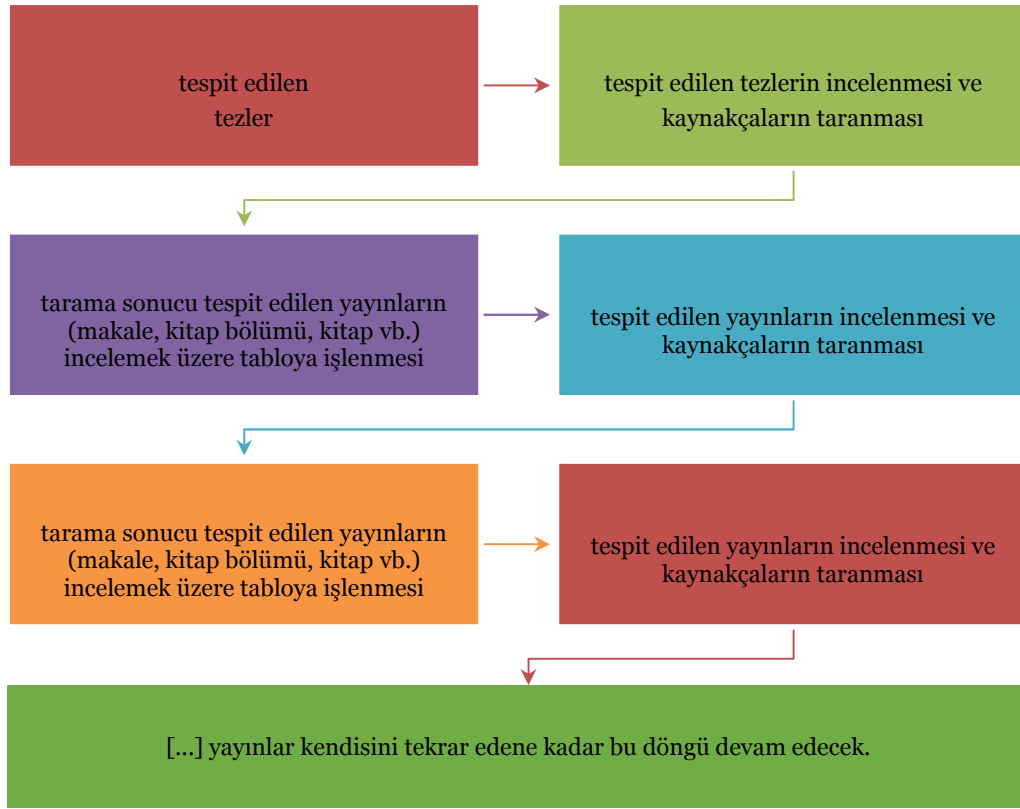 tespit edilen
tezler
tespit edilen tezlerin incelenmesi ve
kaynakçaların taranması
tarama sonucu tespit edilen yayınların
(makale, kitap bölümü, kitap vb.)
incelemek üzere tabloya işlenmesi
tespit edilen yayınların incelenmesi ve
kaynakçaların taranması
tarama sonucu tespit edilen yayınların
(makale, kitap bölümü, kitap vb.)
incelemek üzere tabloya işlenmesi
tespit edilen yayınların incelenmesi ve
kaynakçaların taranması
[...] yayınlar kendisini tekrar edene kadar bu döngü devam edecek.